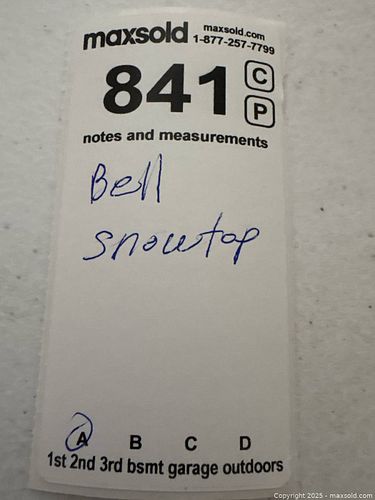 maxsold maxsold.com
1-877-257-7799
841 C
P
notes and measurements
Bell
snowtop
A B C D
1st 2nd 3rd bsmt garage outdoors
Copyright © 2025 - maxsold.com